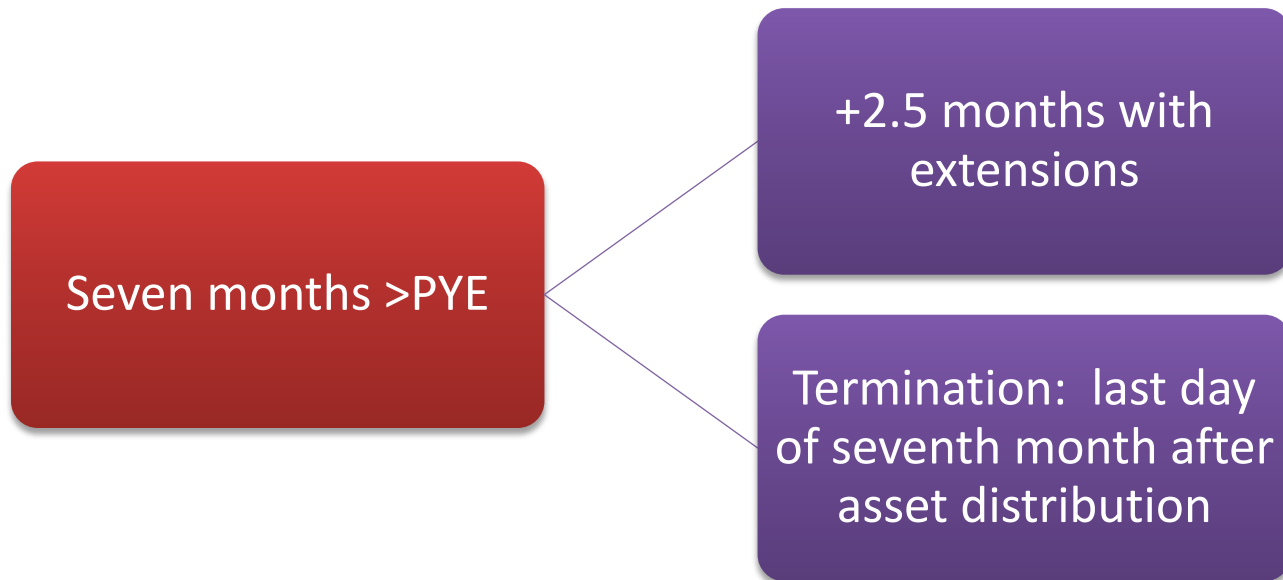 Seven months >PYE
+2.5 months with
extensions
Termination:  last day
of seventh month after
asset distribution